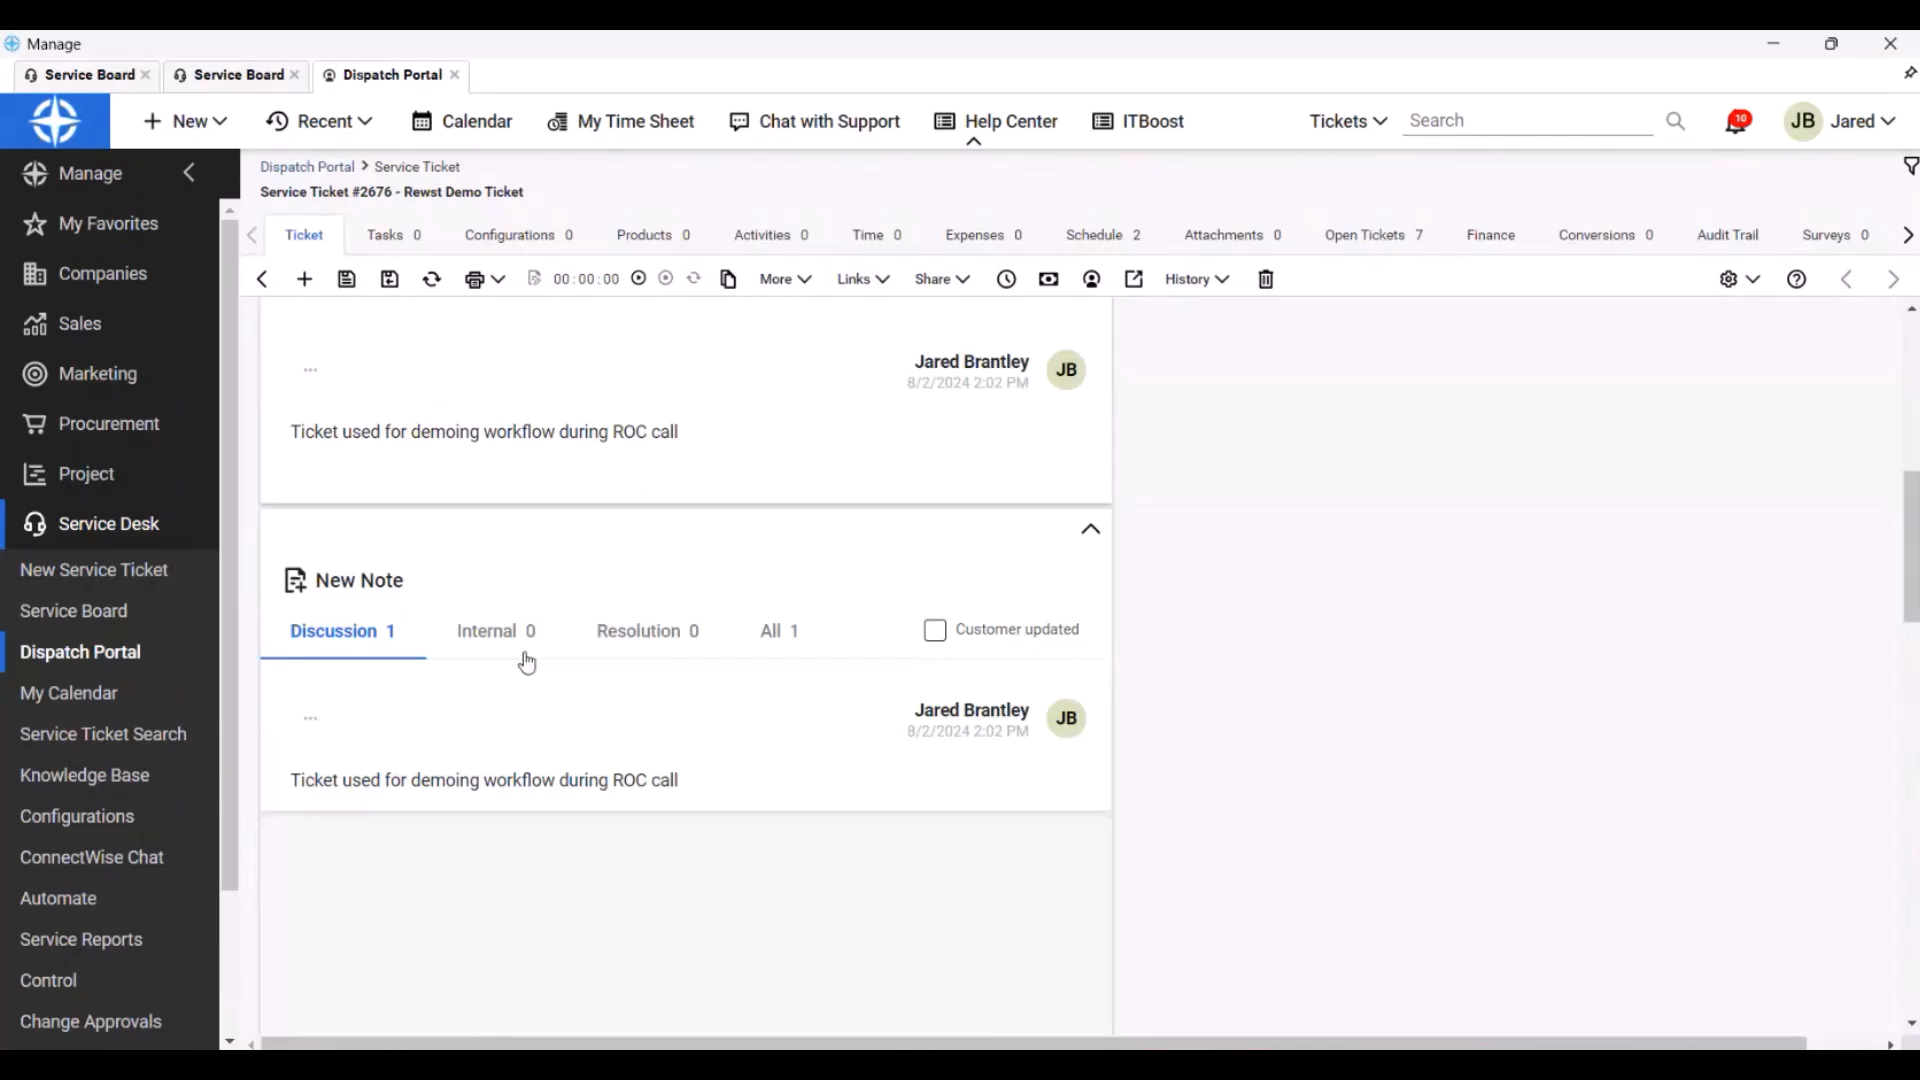 Manage
Service Board
Service Board
Dispatch Portal
New
Recent
Calendar
My Time Sheet
Chat with Support
Help Center
ITBoost
Tickets
Search
10
JB
Jared
Manage
My Favorites
Companies
Sales
Marketing
Procurement
Project
Service Desk
New Service Ticket
Service Board
Dispatch Portal
My Calendar
Service Ticket Search
Knowledge Base
Configurations
ConnectWise Chat
Automate
Service Reports
Control
Change Approvals
Dispatch Portal > Service Ticket
Service Ticket #2676 - Rewst Demo Ticket
Ticket
Tasks 0
Configurations 0
Products 0
Activities 0
Time 0
Expenses 0
Schedule 2
Attachments 0
Open Tickets 7
Finance
Conversions 0
Audit Trail
Surveys 0
00:00:00
More
Links
Share
History
...
Jared Brantley
8/2/2024 2:02 PM
JB
Ticket used for demoing workflow during ROC call
New Note
Discussion 1
Internal 0
Resolution 0
All 1
Customer updated
...
Jared Brantley
8/2/2024 2:02 PM
JB
Ticket used for demoing workflow during ROC call